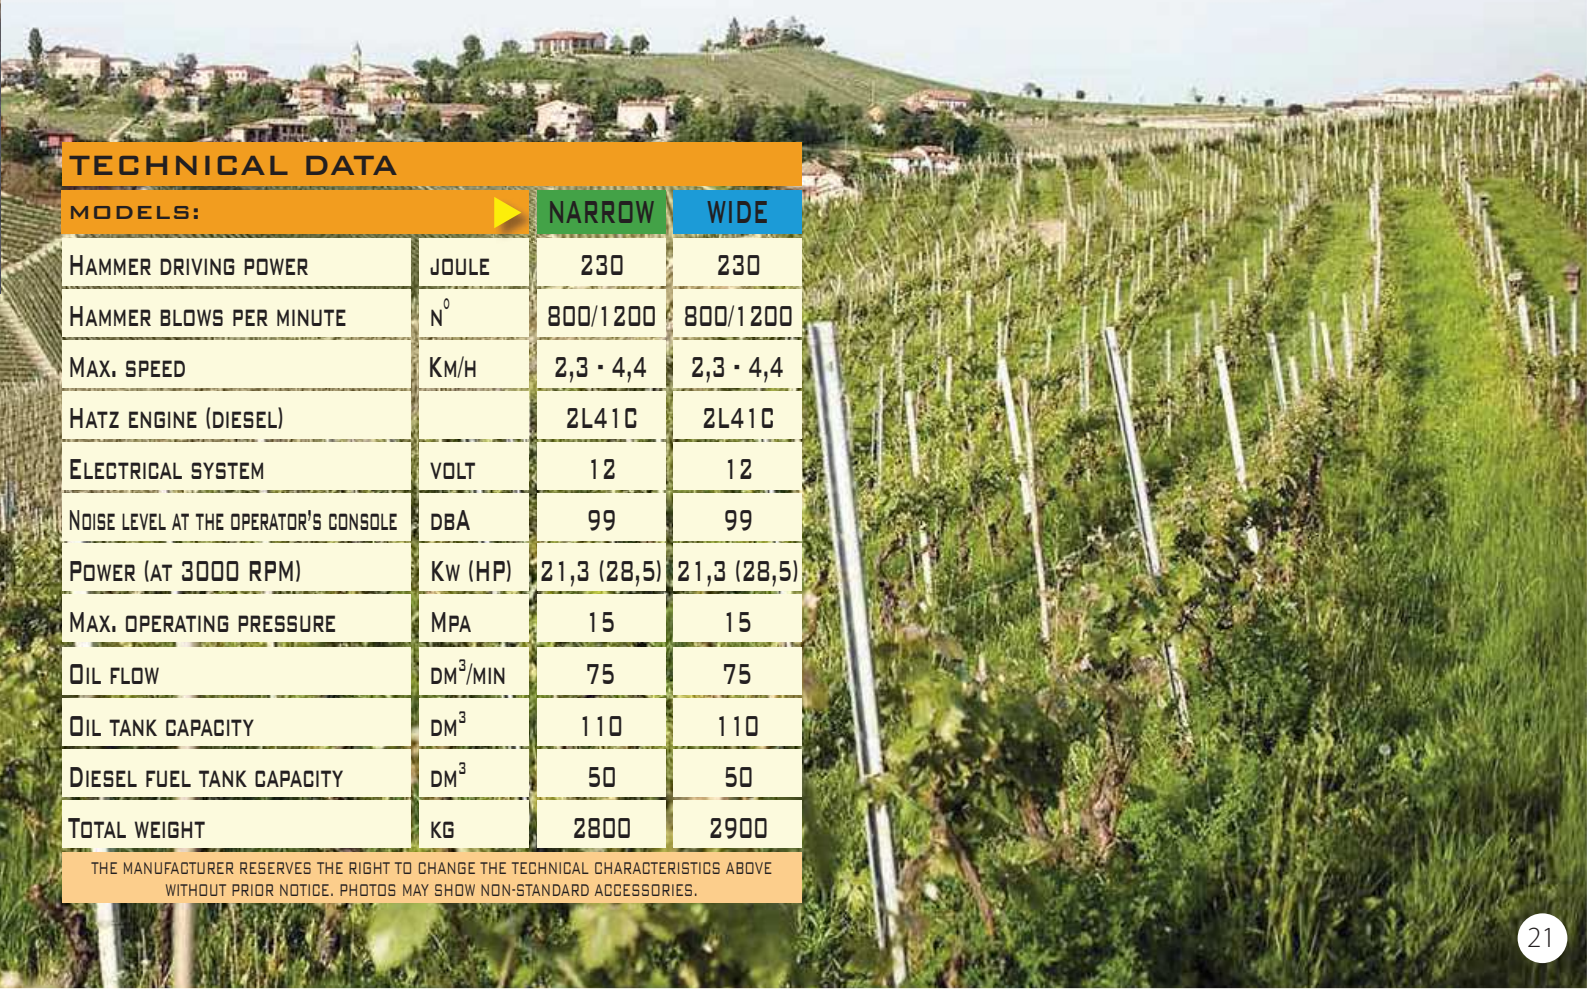 TECHNICAL DATA
MODELS: NARROW WIDE
HAMMER DRIVING POWER JOULE 230 230
HAMMER BLOWS PER MINUTE N° 800/1200 800/1200
MAX. SPEED KM/H 2,3 - 4,4 2,3 - 4,4
HATZ ENGINE (DIESEL) 2L41C 2L41C
ELECTRICAL SYSTEM VOLT 12 12
NOISE LEVEL AT THE OPERATOR'S CONSOLE DBA 99 99
POWER (AT 3000 RPM) KW (HP) 21,3 (28,5) 21,3 (28,5)
MAX. OPERATING PRESSURE MPA 15 15
OIL FLOW DM³/MIN 75 75
OIL TANK CAPACITY DM³ 110 110
DIESEL FUEL TANK CAPACITY DM³ 50 50
TOTAL WEIGHT KG 2800 2900
THE MANUFACTURER RESERVES THE RIGHT TO CHANGE THE TECHNICAL CHARACTERISTICS ABOVE
WITHOUT PRIOR NOTICE. PHOTOS MAY SHOW NON-STANDARD ACCESSORIES.
21